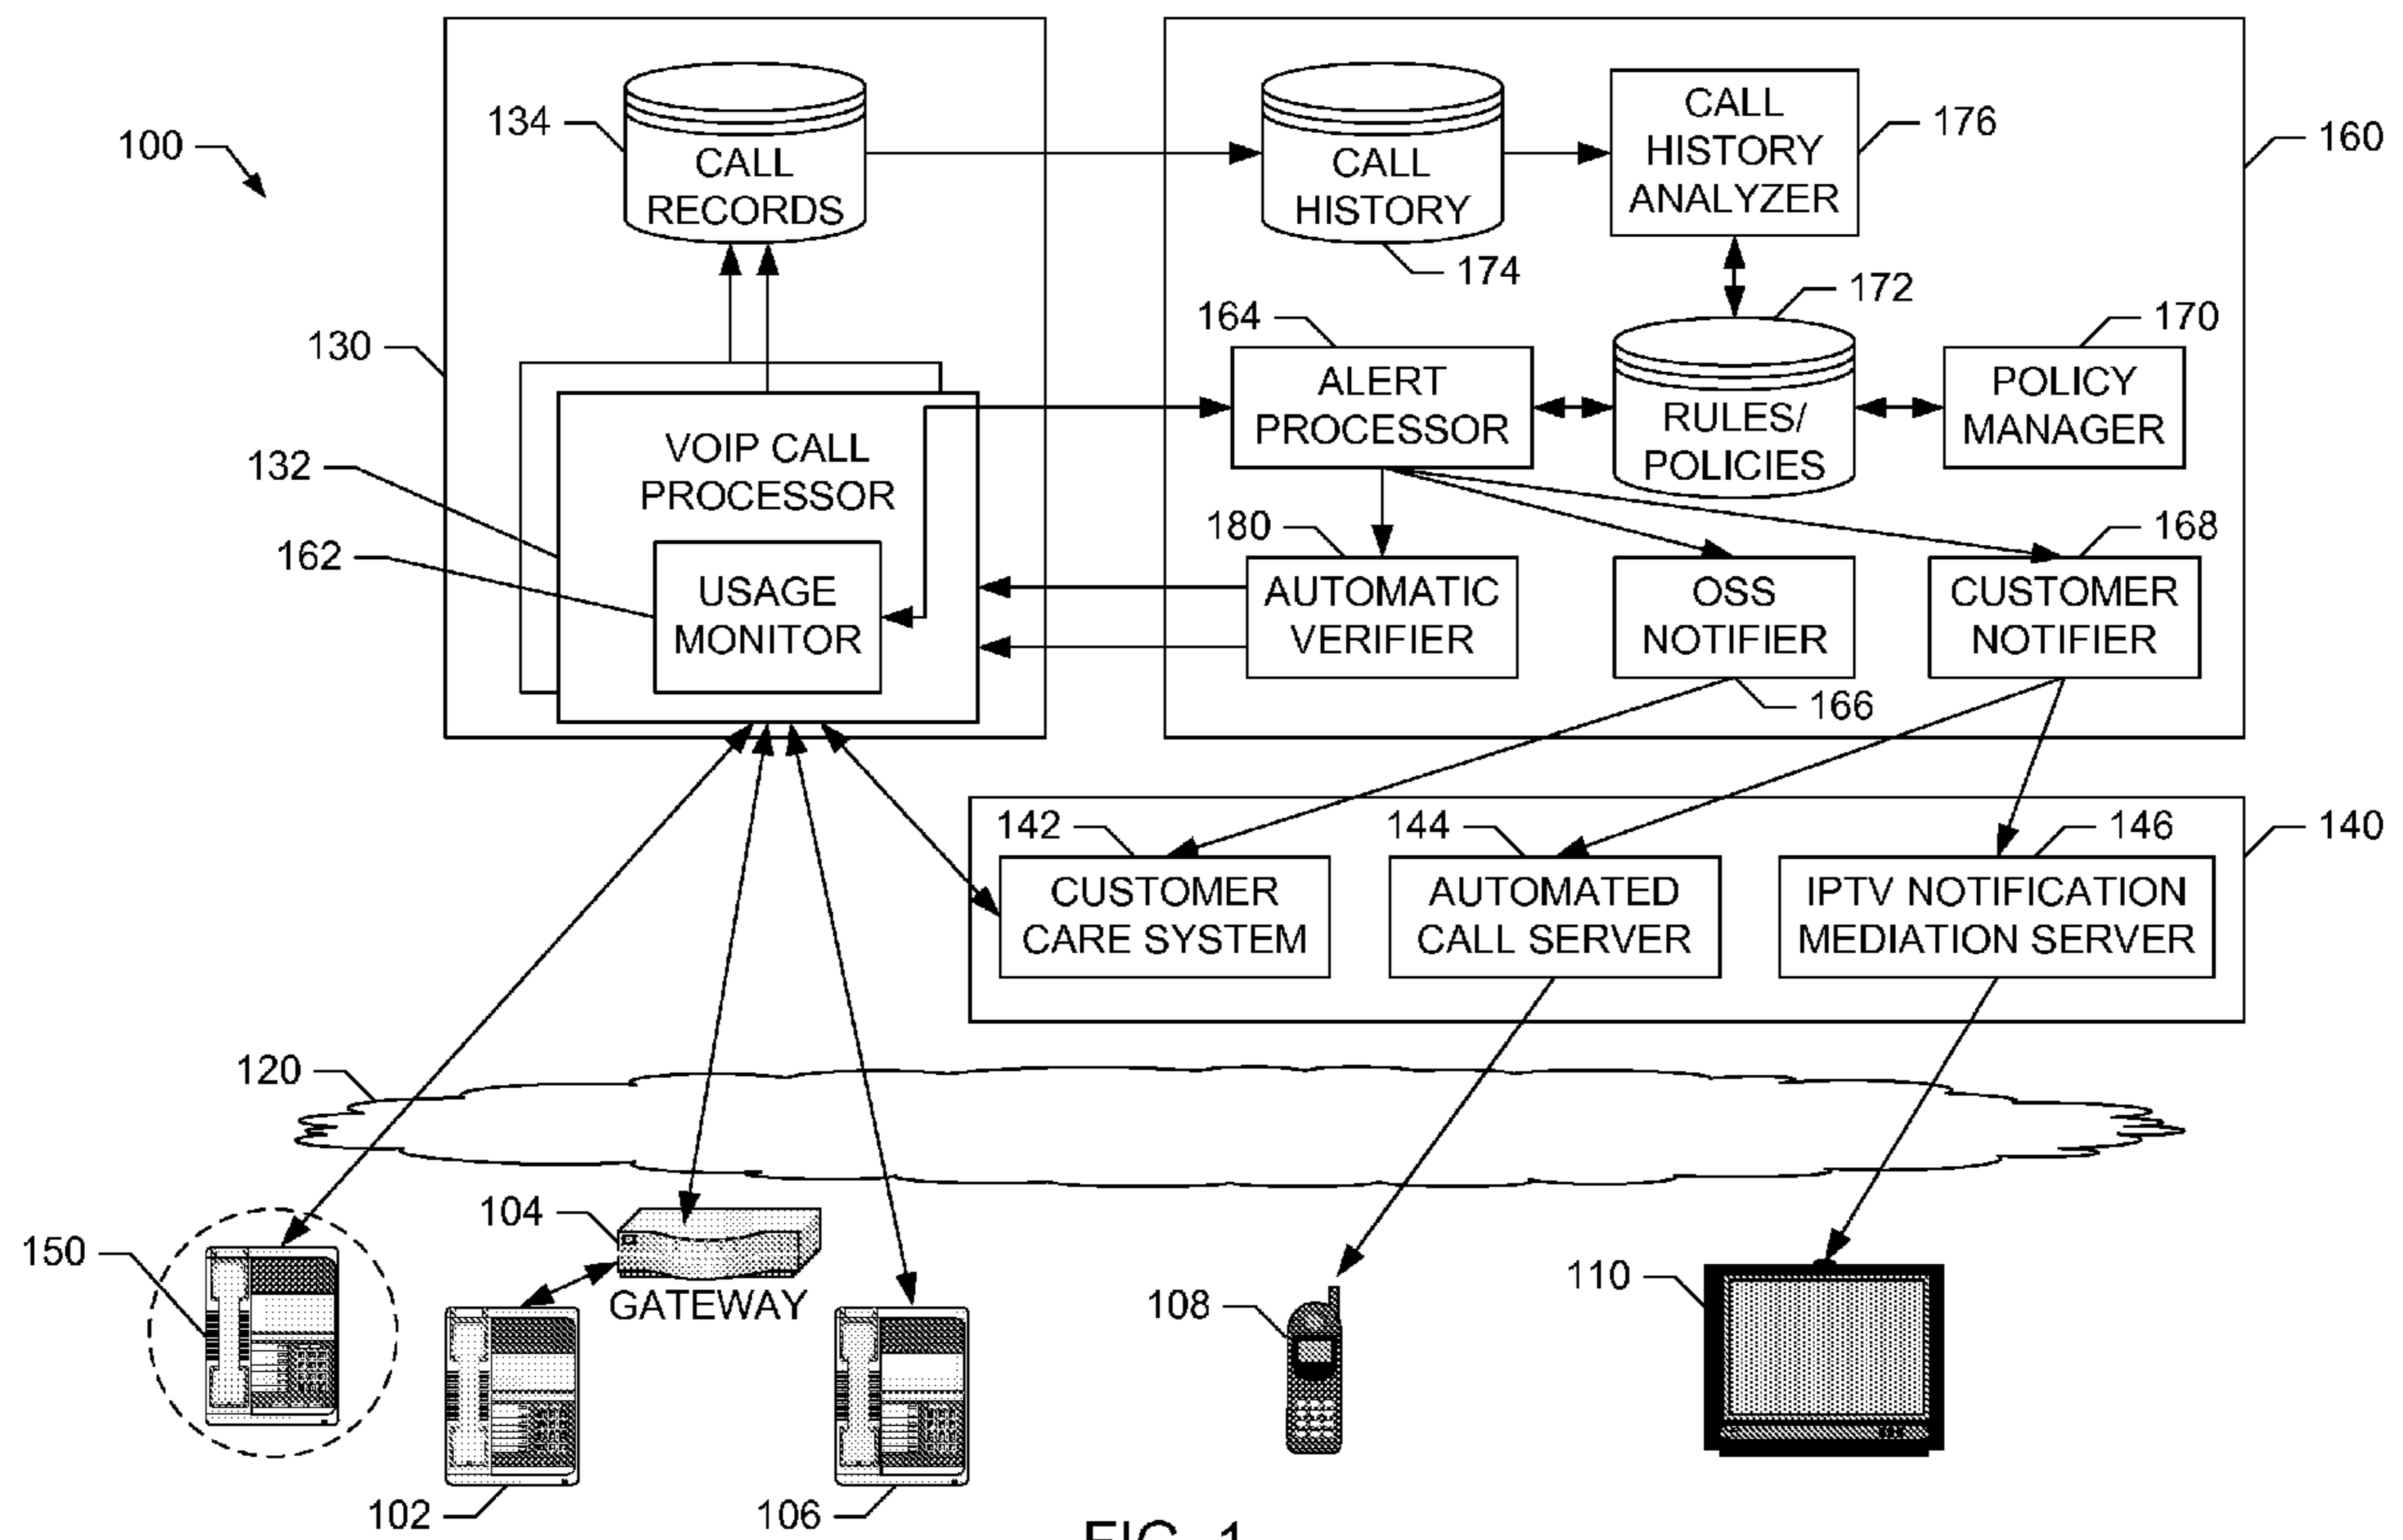 100
134
CALL
RECORDS
CALL
HISTORY
174
CALL
HISTORY
ANALYZER
176
160
130
164
172
170
ALERT
PROCESSOR
RULES/
POLICIES
POLICY
MANAGER
132
VOIP CALL
PROCESSOR
162
USAGE
MONITOR
180
AUTOMATIC
VERIFIER
OSS
NOTIFIER
166
168
CUSTOMER
NOTIFIER
142
CUSTOMER
CARE SYSTEM
144
AUTOMATED
CALL SERVER
146
IPTV NOTIFICATION
MEDIATION SERVER
140
120
150
104
GATEWAY
102
106
108
110
FIG. 1